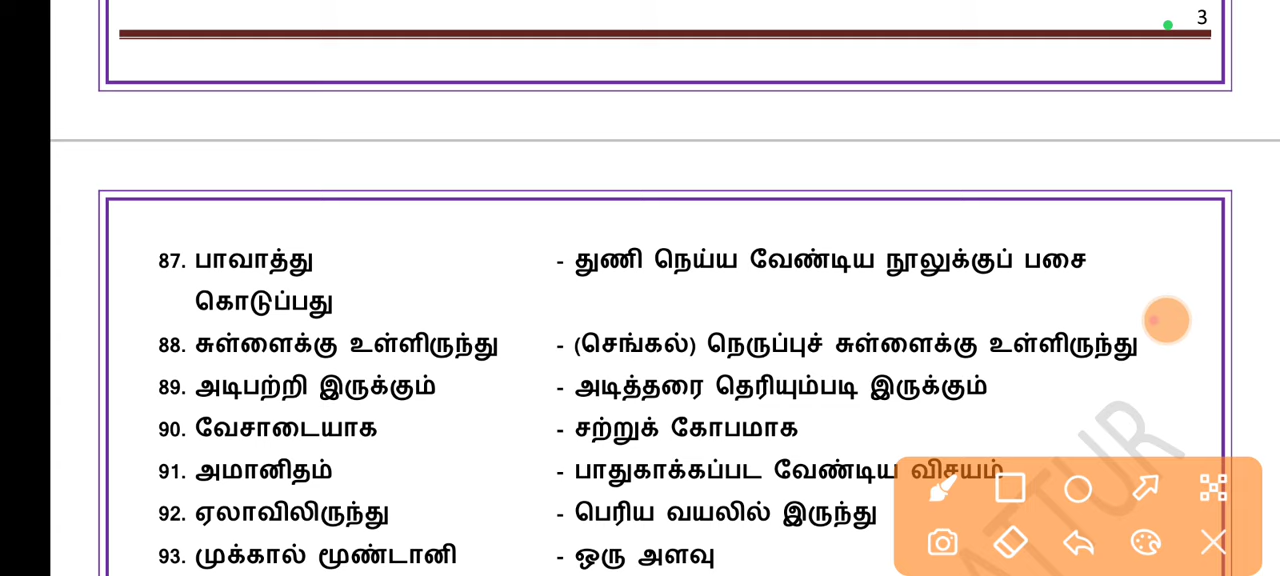 3
87. பாவாத்து - துணி நெய்ய வேண்டிய நூலுக்குப் பசை
கொடுப்பது
88. சுள்ளைக்கு உள்ளிருந்து - (செங்கல்) நெருப்புச் சுள்ளைக்கு உள்ளிருந்து
89. அடிபற்றி இருக்கும் - அடித்தரை தெரியும்படி இருக்கும்
90. வேசாடையாக - சற்றுக் கோபமாக
91. அமானிதம் - பாதுகாக்கப்பட வேண்டிய விசயம்
92. ஏலாவிலிருந்து - பெரிய வயலில் இருந்து
93. முக்கால் மூண்டானி - ஒரு அளவு